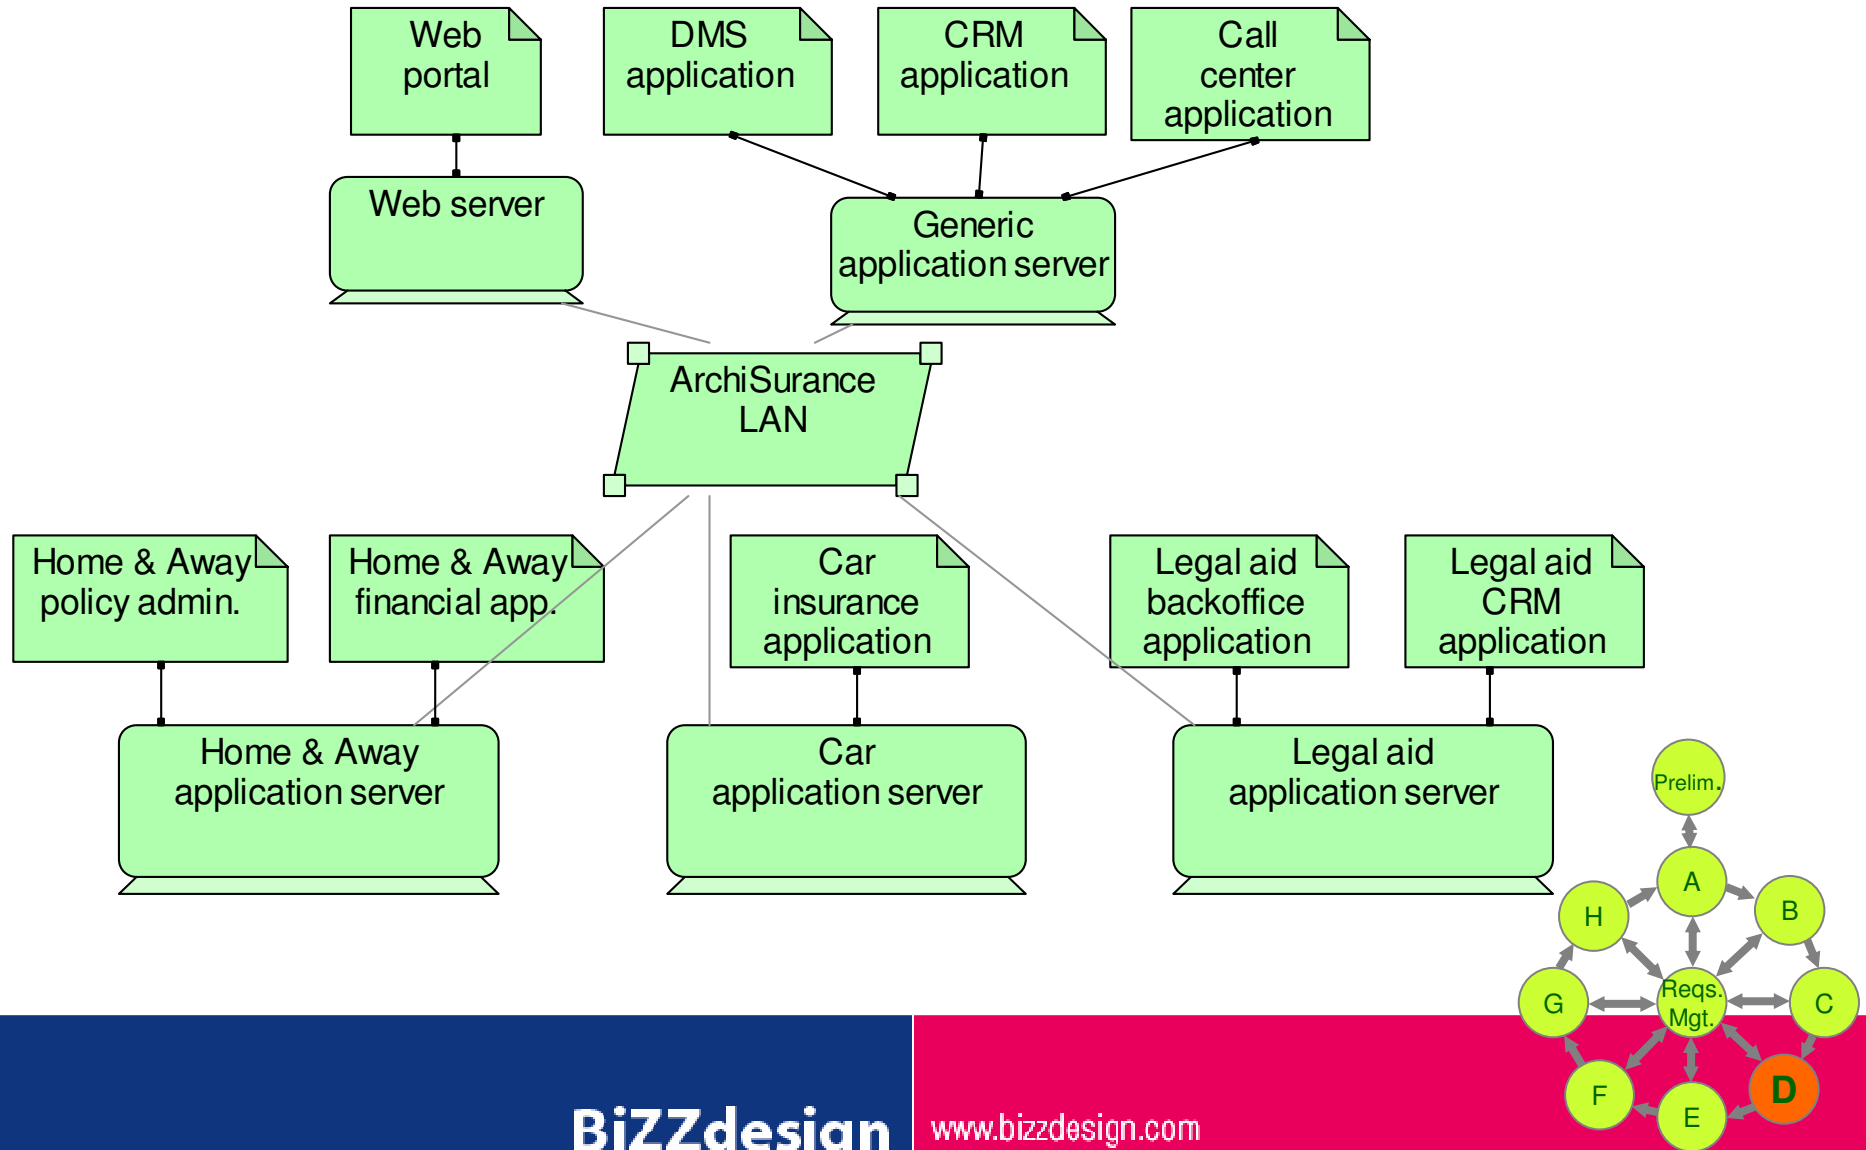 Web
portal
DMS
application
CRM
application
Call
center
application
Web server
Generic
application server
ArchiSurance
LAN
Home & Away
policy admin.
Home & Away
financial app.
Car
insurance
application
Legal aid
backoffice
application
Legal aid
CRM
application
Home & Away
application server
Car
application server
Legal aid
application server
Prelim.
A
H
B
G
Reqs.
Mgt.
C
F
E
D
BiZZdesign
www.bizzdesign.com